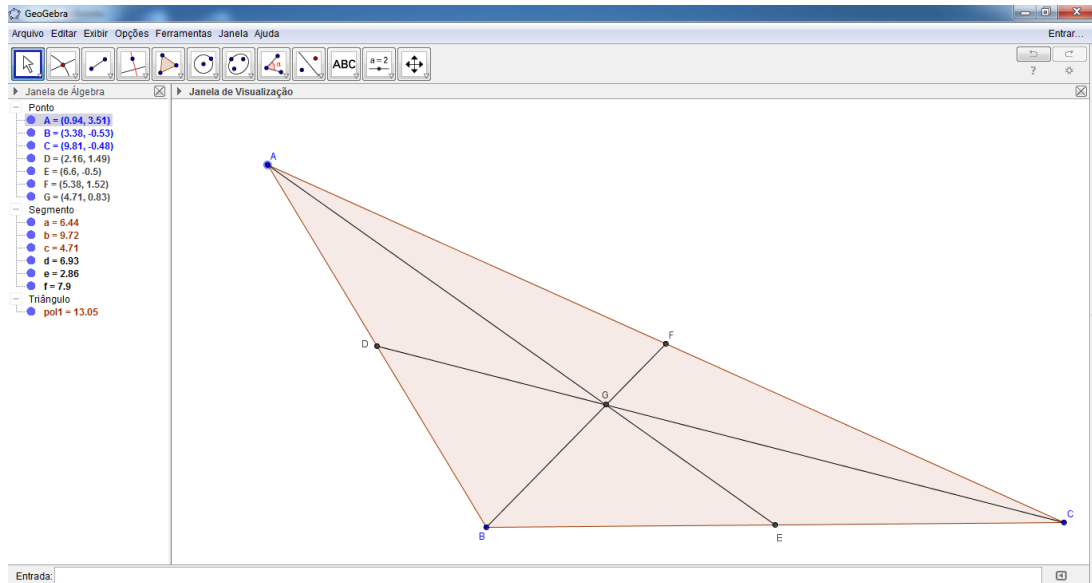 GeoGebra
Arquivo Editar Exibir Opções Ferramentas Janela Ajuda
Entrar...
ABC
a=2
?
Janela de Álgebra
Janela de Visualização
Ponto
A = (0.94, 3.51)
B = (3.38, -0.53)
C = (9.81, -0.48)
D = (2.16, 1.49)
E = (6.6, -0.5)
F = (5.38, 1.52)
G = (4.71, 0.83)
Segmento
a = 6.44
b = 9.72
c = 4.71
d = 6.93
e = 2.86
f = 7.9
Triângulo
pol1 = 13.05
A
F
D
G
C
B
E
Entrada: